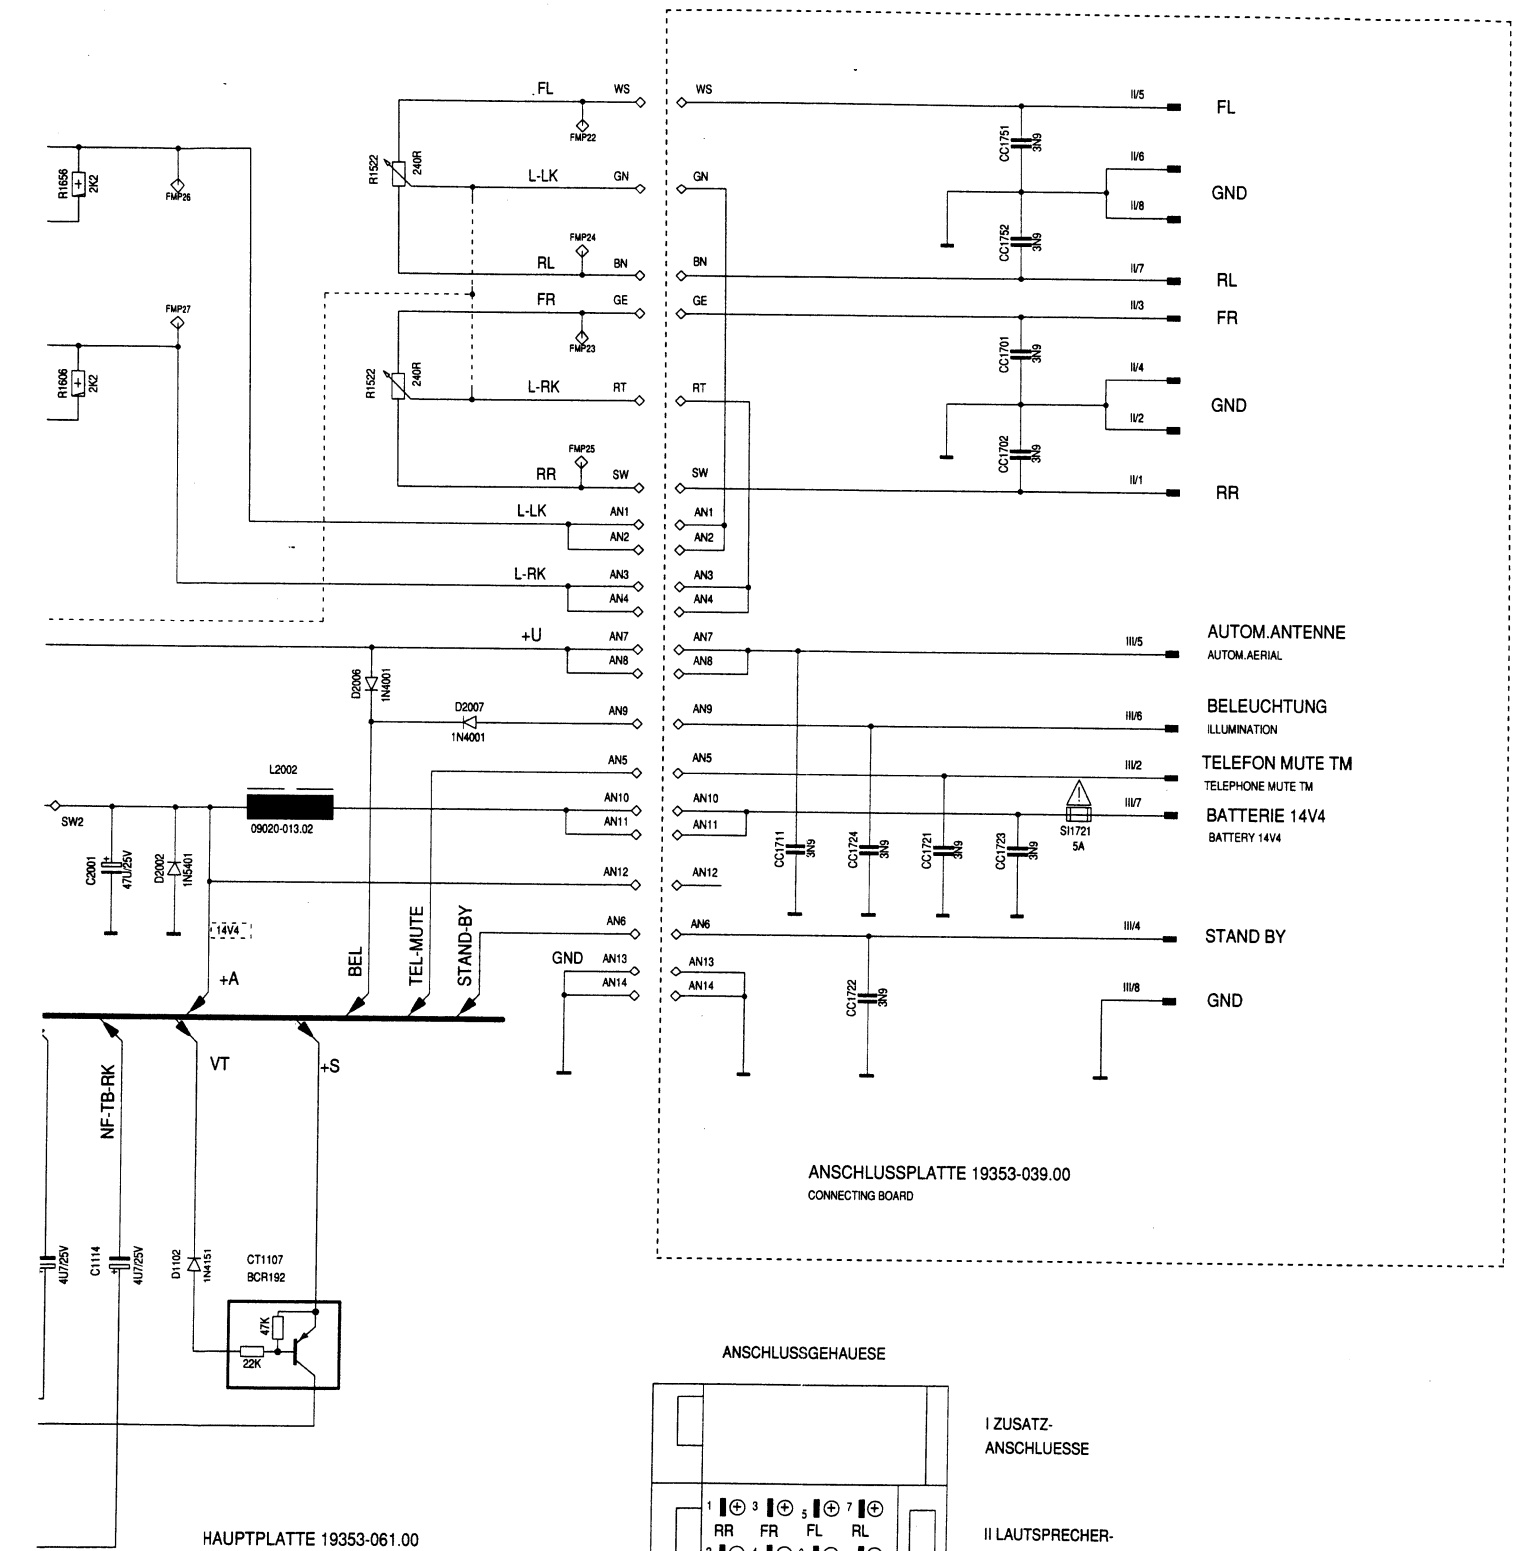 FL WS WS II/5 FL
FMP22
CC1751 3N9
R1656 2K2
FMP26
R1522 240R
II/6
L-LK GN GN
GND
II/8
CC1752 3N9
FMP24
RL BN BN II/7 RL
FR GE GE II/3 FR
FMP27
FMP23
CC1701 3N9
R1606 2K2
R1522 240R
II/4
L-RK RT RT
GND
II/2
CC1702 3N9
FMP25
RR SW SW II/1 RR
L-LK AN1 AN1
AN2 AN2
L-RK AN3 AN3
AN4 AN4
+U AN7 AN7 III/5 AUTOM.ANTENNE
AN8 AN8 AUTOM.AERIAL
D2006 1N4001
D2007
1N4001
AN9 AN9 III/6 BELEUCHTUNG
ILLUMINATION
AN5 AN5 III/2 TELEFON MUTE TM
TELEPHONE MUTE TM
L2002
09020-013.02
SW2
AN10 AN10 III/7 BATTERIE 14V4
AN11 AN11 BATTERY 14V4
SI1721
5A
C2001 + 47U/25V
D2002 1N5401
CC1711 3N9
CC1724 3N9
CC1721 3N9
CC1723 3N9
AN12 AN12
14V4
AN6 AN6 III/4 STAND BY
BEL
TEL-MUTE
STAND-BY
+A
GND AN13 AN13
AN14 AN14
CC1722 3N9
III/8 GND
NF-TB-RK
VT
+S
4U7/25V
C1114 + 4U7/25V
D1102 1N4151
CT1107
BCR192
47K
22K
ANSCHLUSSPLATTE 19353-039.00
CONNECTING BOARD
ANSCHLUSSGEHAEUSE
I ZUSATZ-
ANSCHLUESSE
1 3 5 7
RR FR FL RL
II LAUTSPRECHER-
HAUPTPLATTE 19353-061.00